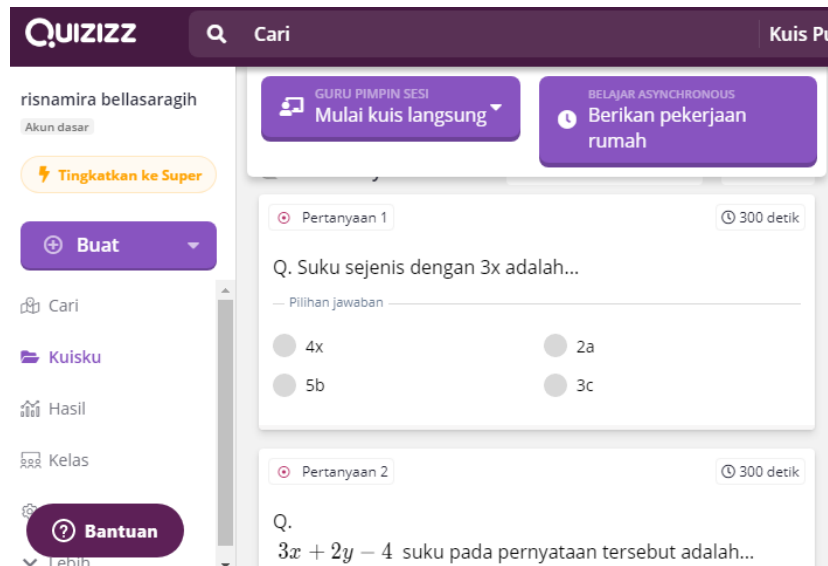 QUIZIZZ
Cari
Kuis Pu
risnamira bellasaragih
Akun dasar
Tingkatkan ke Super
Buat
Cari
Kuisku
Hasil
Kelas
Bantuan
Lebih
GURU PIMPIN SESI
Mulai kuis langsung
BELAJAR ASYNCHRONOUS
Berikan pekerjaan
rumah
Pertanyaan 1
300 detik
Q. Suku sejenis dengan 3x adalah...
Pilihan jawaban
4x
2a
5b
3c
Pertanyaan 2
300 detik
Q.
3x + 2y − 4 suku pada pernyataan tersebut adalah...